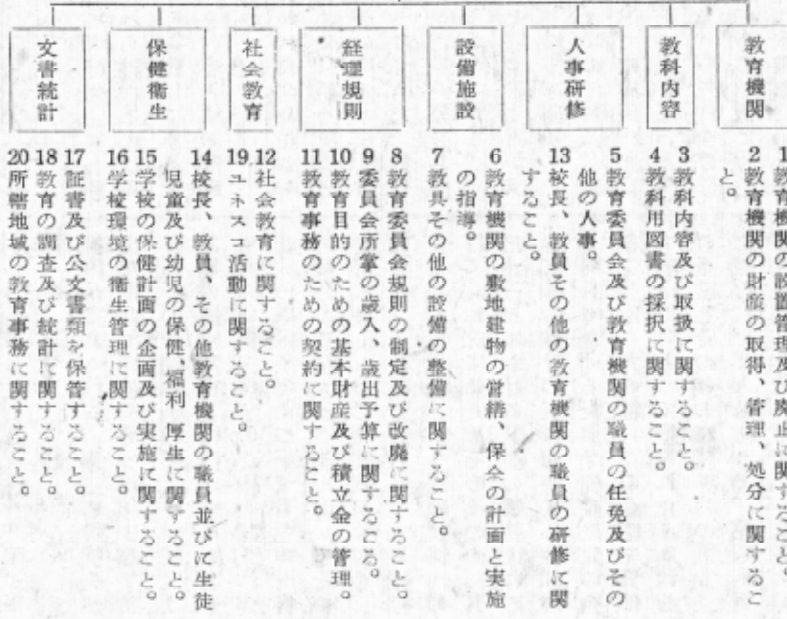 教育機関
1教育機関の設置管理及び廃止に関すること。
2教育機関の財産の取得、管理、処分に関するこ
と。
教科内容
3教科内容及び取扱に関すること。
4教科用図書の採択に関すること。
人事研修
5教育委員会及び教育機関の職員の任免及びその
他の人事。
13校長、教員その他の教育機関の職員の研修に関
すること。
設備施設
6教育機関の敷地建物の営繕、保全の計画と実施
の指導。
7教具その他の設備の整備に関すること。
経理規則
8教育委員会規則の制定及び改廃に関すること。
9委員会所掌の歳入、歳出予算に関するこる。
10教育目的のための基本財産及び積立金の管理。
11教育事務のための契約に関すること。
社会教育
12社会教育に関すること。
19ユネスコ活動に関すること。
保健衛生
14校長、教員、その他教育機関の職員並びに生徒
児童及び幼児の保健、福利、厚生に関すること。
15学校の保健計画の企画及び実施に関すること。
16学校環境の衛生管理に関すること。
文書統計
17証書及び公文書類を保管すること。
18教育の調査及び統計に関すること。
20所轄地域の教育事務に関すること。